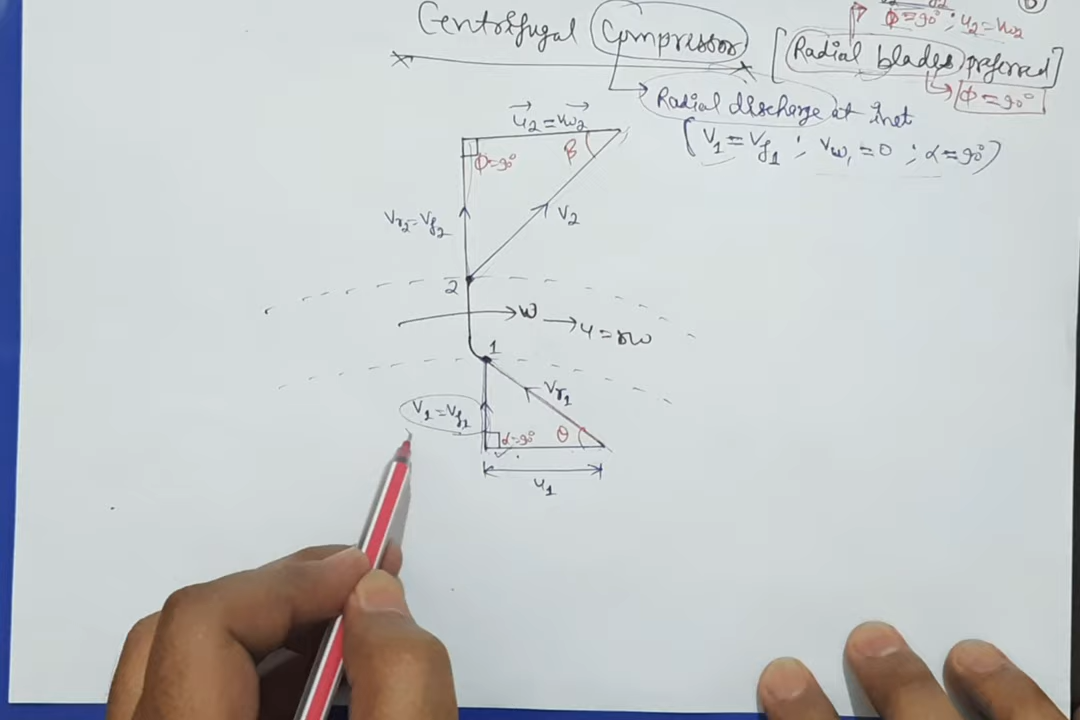 φ=90° ; u2=Vw2
Centrifugal Compressor [Radial blades preferred]
φ=90°
Radial discharge at inet
(V1=Vf1 ; Vw1=0 ; α=90°)
u2=Vw2
φ=90°
β
Vr2=Vf2
V2
2
ω
u=rω
1
Vr1
V1=Vf1
α=90°
θ
u1